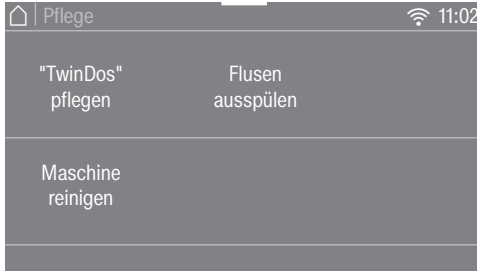 Pflege 11:02
"TwinDos" Flusen
pflegen ausspülen
Maschine
reinigen